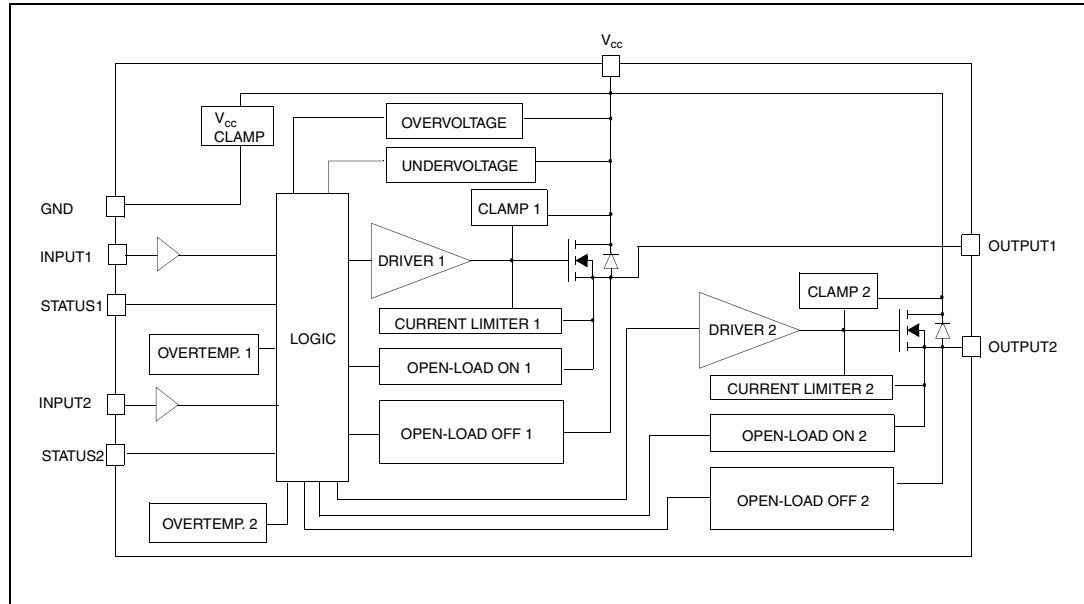 Vcc
Vcc
CLAMP
OVERVOLTAGE
UNDERVOLTAGE
GND
CLAMP 1
INPUT1
DRIVER 1
OUTPUT1
STATUS1
CLAMP 2
CURRENT LIMITER 1
LOGIC
DRIVER 2
OVERTEMP. 1
OUTPUT2
OPEN-LOAD ON 1
CURRENT LIMITER 2
INPUT2
OPEN-LOAD OFF 1
OPEN-LOAD ON 2
STATUS2
OPEN-LOAD OFF 2
OVERTEMP. 2